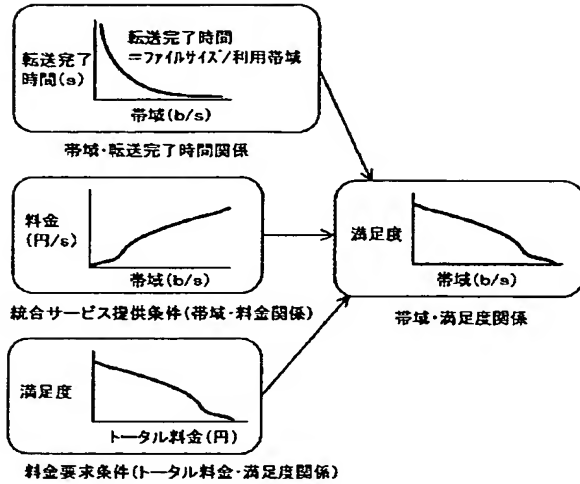 転送完了時間
=ファイルサイズ/利用帯域
転送完了
時間(s)
帯域(b/s)
帯域・転送完了時間関係
料金
(円/s)
帯域(b/s)
統合サービス提供条件(帯域・料金関係)
満足度
トータル料金(円)
料金要求条件(トータル料金・満足度関係)
満足度
帯域(b/s)
帯域・満足度関係